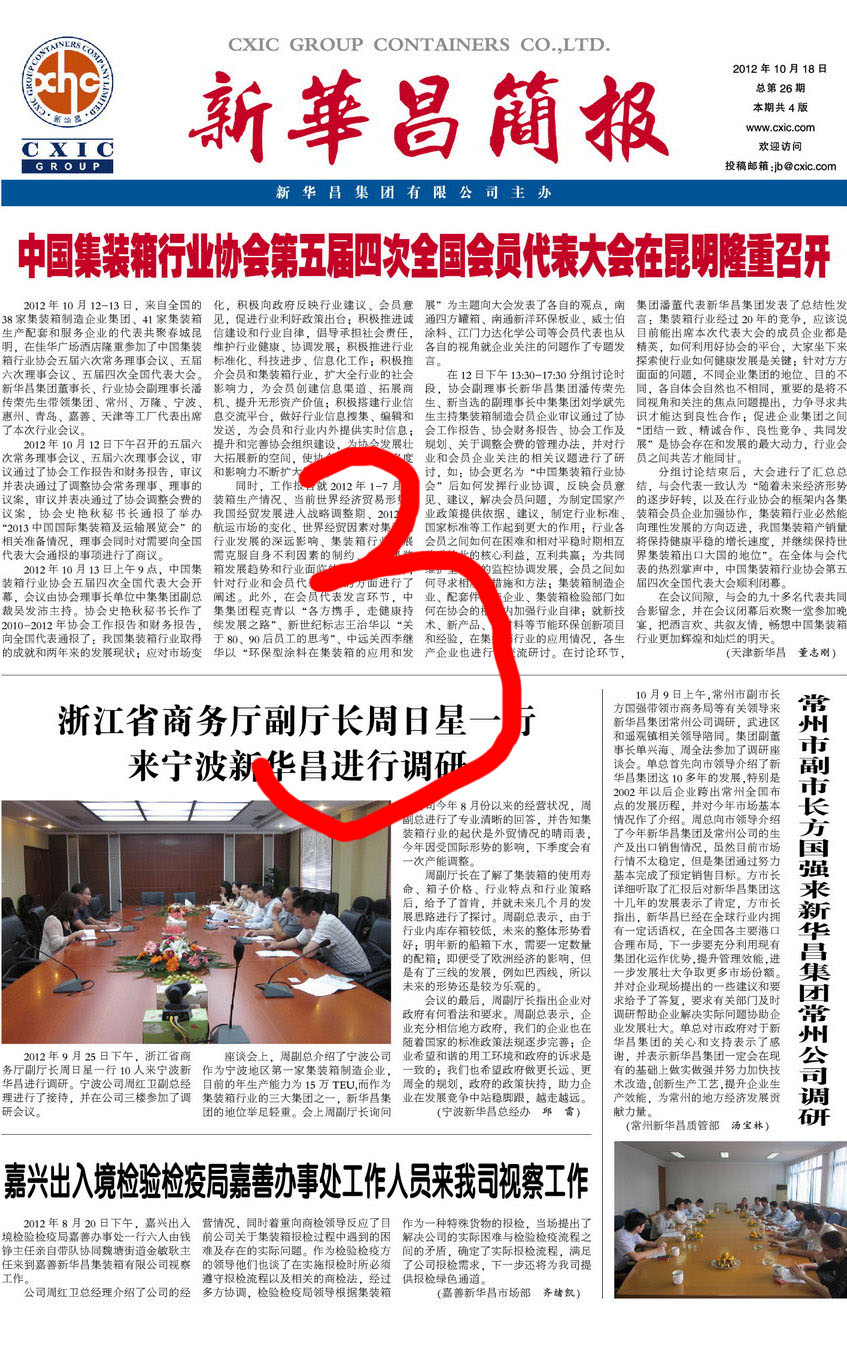 CXIC GROUP CONTAINERS CO.,LTD.
CXIC GROUP CONTAINERS COMPANY LIMITED
xhc
新华昌
CXIC
GROUP
新華昌簡报
2012年10月18日
总第26期
本期共4版
www.cxic.com
欢迎访问
投稿邮箱:jb@cxic.com
新华昌集团有限公司主办
中国集装箱行业协会第五届四次全国会员代表大会在昆明隆重召开
2012年10月12-13日，来自全国的
38家集装箱制造企业集团、41家集装箱
生产配套和服务企业的代表共聚春城昆
明，在佳华广场酒店隆重参加了中国集装
箱行业协会五届六次常务理事会议、五届
六次理事会议、五届四次全国代表大会。
新华昌集团董事长、行业协会副理事长潘
传荣先生带领集团、常州、万隆、宁波、
惠州、青岛、嘉善、天津等工厂代表出席
了本次行业会议。
2012年10月12日下午召开的五届六
次常务理事会议、五届六次理事会议，审
议通过了协会工作报告和财务报告，审议
并表决通过了调整协会常务理事、理事的
议案，审议并表决通过了协会调整会费的
议案，协会史艳秋秘书长通报了举办
“2013中国国际集装箱及运输展览会”的
相关准备情况，理事会同时对需要向全国
代表大会通报的事项进行了商议。
2012年10月13日上午9点，中国集
装箱行业协会五届四次全国代表大会开
幕，会议由协会理事长单位中集集团副总
裁吴发沛主持。协会史艳秋秘书长作了
2010-2012年协会工作报告和财务报告，
向全国代表通报了：我国集装箱行业取得
的成就和两年来的发展现状；应对市场变
化，积极向政府反映行业建议、会员意
见，促进行业利好政策出台；积极推进诚
信建设和行业自律，倡导承担社会责任，
维护行业健康、协调发展；积极推进行业
标准化、科技进步、信息化工作；积极推
介会员和集装箱行业，扩大全行业的社会
影响力，为会员创建信息渠道、拓展商
机、提升无形资产价值；积极搭建行业信
息交流平台，做好行业信息搜集、编辑和
发送，为会员和行业内外提供实时信息；
提升和完善协会组织建设，为协会发展壮
大拓展新的空间，使协会 度
和影响力不断扩大
同时，工作报告就2012年1-7月
装箱生产情况、当前世界经济贸易形势
我国经贸发展进入战略调整期、2012
航运市场的变化、世界经贸因素对集
行业发展的深远影响、集装箱行业 展
需克服自身不利因素的制约、 装
箱发展趋势和行业面临
针对行业和会员代 的方面进行了
阐述。此外，在会员代表发言环节，中
集集团程克青以“各方携手，走健康持
续发展之路”、新世纪标志王治华以“关
于80、90后员工的思考”、中远关西李继
华以“环保型涂料在集装箱的应用和发
展”为主题向大会发表了各自的观点，南
通四方罐箱、南通新洋环保板业、威士伯
涂料、江门力达化学公司等会员代表也从
各自的视角就企业关注的问题作了专题发
言。
在12日下午13:30-17:30分组讨论时
段，协会副理事长新华昌集团潘传荣先
生、新当选的副理事长中集集团刘学斌先
生主持集装箱制造会员企业审议通过了协
会工作报告、协会财务报告、协会工作及
规划、关于调整会费的管理办法，并对行
业和会员企业关注的相关议题进行了研
讨，如：协会更名为“中国集装箱行业协
会”后如何发挥行业协调，反映会员意
见、建议，解决会员问题，为制定国家产
业政策提供依据、建议，制定行业标准、
国家标准等工作起到更大的作用；行业各
会员之间如何在困难和相对平稳时期相互
业的核心利益，互利共赢；为共同
维护 的监控协调发展，会员之间如
何寻求相 措施和方法；集装箱制造企
业、配套件 企业、集装箱检验部门如
何在协会的 内加强行业自律；就新技
术、新产品、 材料等节能环保创新项目
和经验，在集 行业的应用情况，各生
产企业也进行 交流研讨。在讨论环节，
集团潘董代表新华昌集团发表了总结性发
言：集装箱行业经过20年的竞争，应该说
目前能出席本次代表大会的成员企业都是
精英，如何利用好协会的平台，大家坐下来
探索使行业如何健康发展是关键；针对方方
面面的问题，不同企业集团的地位、目的不
同，各自体会自然也不相同，重要的是将不
同视角和关注的焦点问题提出，力争寻求共
识才能达到良性合作；促进企业集团之间
“团结一致、精诚合作、良性竞争、共同发
展”是协会存在和发展的最大动力，行业会
员之间共苦才能同甘。
分组讨论结束后，大会进行了汇总总
结，与会代表一致认为“随着未来经济形势
的逐步好转，以及在行业协会的框架内各集
装箱会员企业加强协作，集装箱行业必然能
向理性发展的方向迈进，我国集装箱产销量
将保持健康平稳的增长速度，并继续保持世
界集装箱出口大国的地位”。在全体与会代
表的热烈掌声中，中国集装箱行业协会第五
届四次全国代表大会顺利闭幕。
在会议间隙，与会的九十多名代表共同
合影留念，并在会议闭幕后欢聚一堂参加晚
宴，把酒言欢、共叙友情，畅想中国集装箱
行业更加辉煌和灿烂的明天。
(天津新华昌 董志刚)
浙江省商务厅副厅长周日星一行
来宁波新华昌进行调研
2012年9月25日下午，浙江省商
务厅副厅长周日星一行10人来宁波新
华昌进行调研。宁波公司周红卫副总经
理进行了接待，并在公司三楼参加了调
研会议。
座谈会上，周副总介绍了宁波公司
作为宁波地区第一家集装箱制造企业，
目前的年生产能力为15万TEU,而作为
集装箱行业的三大集团之一，新华昌集
团的地位举足轻重。会上周副厅长询问
司今年8月份以来的经营状况，周
副总进行了专业清晰的回答，并告知集
装箱行业的起伏是外贸情况的晴雨表，
今年因受国际形势的影响，下季度会有
一次产能调整。
周副厅长在了解了集装箱的使用寿
命、箱子价格、行业特点和行业策略
后，给予了首肯，并就未来几个月的发
展思路进行了探讨。周副总表示，由于
行业内库存箱较低，未来的整体形势看
好；明年新的船箱下水，需要一定数量
的配箱；即便受了欧洲经济的影响，但
是有了三线的发展，例如巴西线，所以
未来的形势还是较为乐观的。
会议的最后，周副厅长指出企业对
政府有何看法和要求。周副总表示，企
业充分相信地方政府，我们的企业也在
随着国家的标准政策法规逐步完善；企
业希望和谐的用工环境和政府的诉求是
一致的；我们也希望政府做更长远、更
周全的规划，政府的政策扶持，助力企
业在发展竞争中站稳脚跟，越走越远。
(宁波新华昌总经办 邱 雷)
常州市副市长方国强来新华昌集团常州公司调研
10月9日上午,常州市副市长
方国强带领市商务局等有关领导来
新华昌集团常州公司调研，武进区
和遥观镇相关领导陪同。集团副董
事长单兴海、周全法参加了调研座
谈会。单总首先向市领导介绍了新
华昌集团这10多年的发展,特别是
2002年以后企业跨出常州全国布
点的发展历程，并对今年市场基本
情况作了介绍。周总向市领导介绍
了今年新华昌集团及常州公司的生
产及出口销售情况，虽然目前市场
行情不太稳定，但是集团通过努力
基本完成了预定销售目标。方市长
详细听取了汇报后对新华昌集团这
十几年的发展表示了肯定，方市长
指出，新华昌已经在全球行业内拥
有一定话语权，在全国各主要港口
合理布局，下一步要充分利用现有
集团化运作优势,提升管理效能,进
一步发展壮大争取更多市场份额。
并对企业现场提出的一些建议和要
求给予了答复，要求有关部门及时
调研帮助企业解决实际问题协助企
业发展壮大。单总对市政府对于新
华昌集团的关心和支持表示了感
谢，并表示新华昌集团一定会在现
有的基础上做实做强并努力加快技
术改造,创新生产工艺,提升企业生
产效能，为常州的地方经济发展贡
献力量。
(常州新华昌质管部 汤宝林)
嘉兴出入境检验检疫局嘉善办事处工作人员来我司视察工作
2012年8月20日下午，嘉兴出入
境检验检疫局嘉善办事处一行六人由钱
铮主任亲自带队协同魏塘街道金敏耿主
任来到嘉善新华昌集装箱有限公司视察
工作。
公司周红卫总经理介绍了公司的经
营情况，同时着重向商检领导反应了目
前公司关于集装箱报检过程中遇到的困
难及存在的实际问题。作为检验检疫方
的领导他们也谈了在实施报检时所必须
遵守报检流程以及相关的商检法，经过
多方协调，检验检疫局领导根据集装箱
作为一种特殊货物的报检，当场提出了
解决公司的实际困难与检验检疫流程之
间的矛盾，确定了实际报检流程，满足
了公司报检需求，下一步还将为我司提
供报检绿色通道。
(嘉善新华昌市场部 齐绪凯)